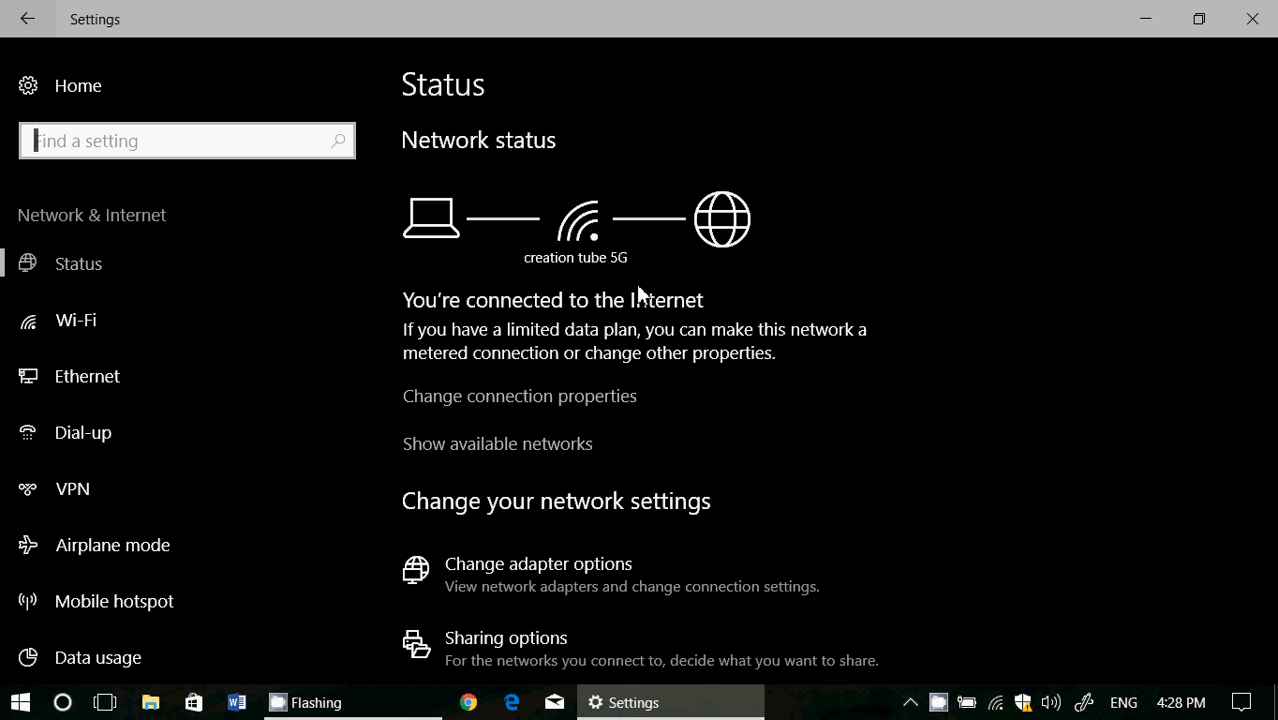 Settings
Home
Find a setting
Network & Internet
Status
Wi-Fi
Ethernet
Dial-up
VPN
Airplane mode
Mobile hotspot
Data usage
Status
Network status
creation tube 5G
You're connected to the Internet
If you have a limited data plan, you can make this network a
metered connection or change other properties.
Change connection properties
Show available networks
Change your network settings
Change adapter options
View network adapters and change connection settings.
Sharing options
For the networks you connect to, decide what you want to share.
Flashing
Settings
ENG
4:28 PM